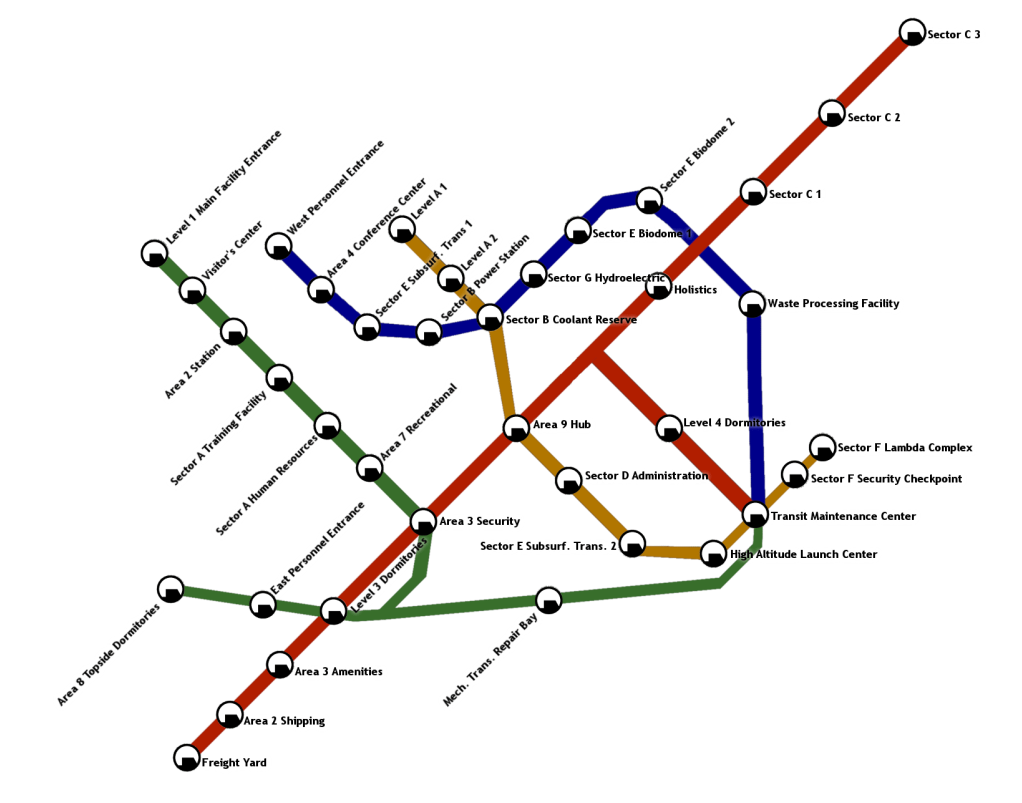 Sector C 3
Sector C 2
Sector E Biodome 2
Level 1 Main Facility Entrance
West Personnel Entrance
Area 4 Conference Center
Level A 1
Sector C 1
Visitor's Center
Sector E Subsurf. Trans 1
Level A 2
Sector B Power Station
Sector E Biodome 1
Sector G Hydroelectric
Holistics
Waste Processing Facility
Sector B Coolant Reserve
Area 2 Station
Sector A Training Facility
Sector A Human Resources
Area 7 Recreational
Area 9 Hub
Level 4 Dormitories
Sector F Lambda Complex
Sector D Administration
Sector F Security Checkpoint
Area 3 Security
Transit Maintenance Center
East Personnel Entrance
Level 3 Dormitories
Sector E Subsurf. Trans. 2
High Altitude Launch Center
Area 8 Topside Dormitories
Mech. Trans. Repair Bay
Area 3 Amenities
Area 2 Shipping
Freight Yard